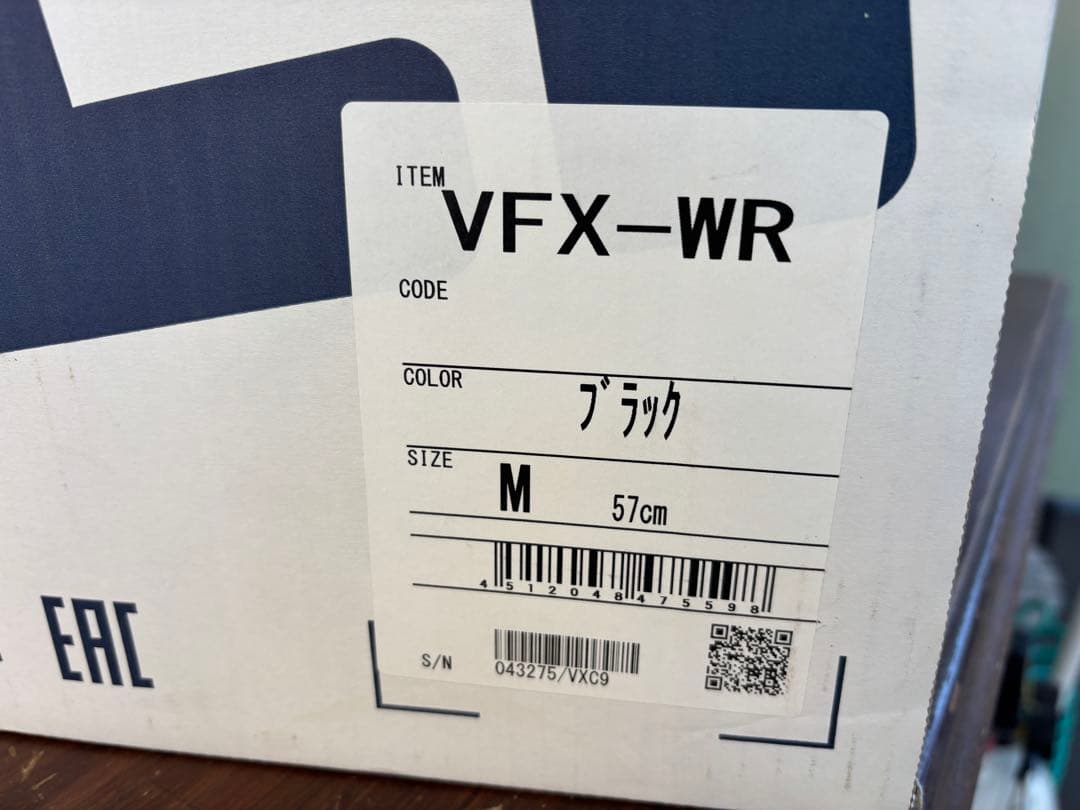 ITEM
VFX-WR
CODE
COLOR ﾌﾞﾗｯｸ
SIZE M 57cm
4512048475598
S/N 043275/VXC9
EAC